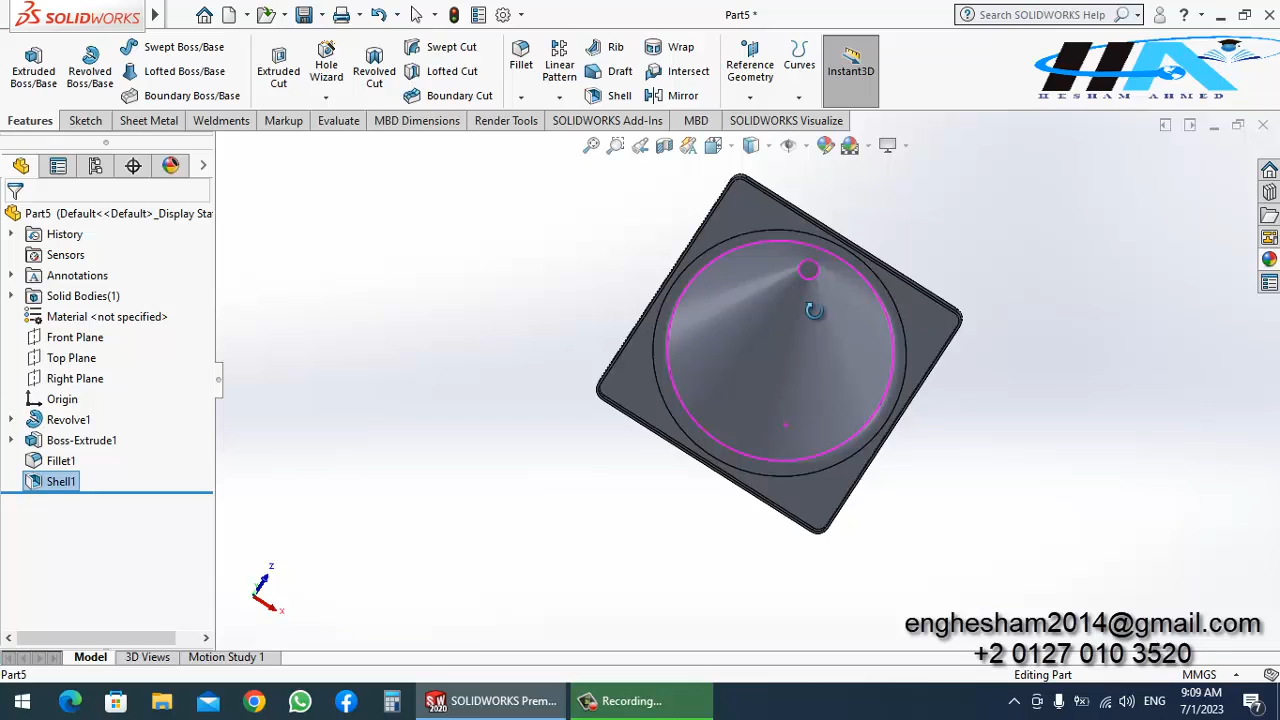 SOLIDWORKS
Part5 *
Search SOLIDWORKS Help
Extruded Boss/Base
Revolved Boss/Base
Swept Boss/Base
Lofted Boss/Base
Boundary Boss/Base
Extruded Cut
Hole Wizard
Revolved Cut
Swept Cut
Lofted Cut
Boundary Cut
Fillet
Linear Pattern
Rib
Draft
Shell
Wrap
Intersect
Mirror
Reference Geometry
Curves
Instant3D
HA
HESHAM AHMED
Features
Sketch
Sheet Metal
Weldments
Markup
Evaluate
MBD Dimensions
Render Tools
SOLIDWORKS Add-Ins
MBD
SOLIDWORKS Visualize
Part5 (Default<<Default>_Display Sta
History
Sensors
Annotations
Solid Bodies(1)
Material <not specified>
Front Plane
Top Plane
Right Plane
Origin
Revolve1
Boss-Extrude1
Fillet1
Shell1
z
x
enghesham2014@gmail.com
+2 0127 010 3520
Model
3D Views
Motion Study 1
Part5
Editing Part
MMGS
SW 2020
SOLIDWORKS Prem...
Recording...
ENG
9:09 AM
7/1/2023
7